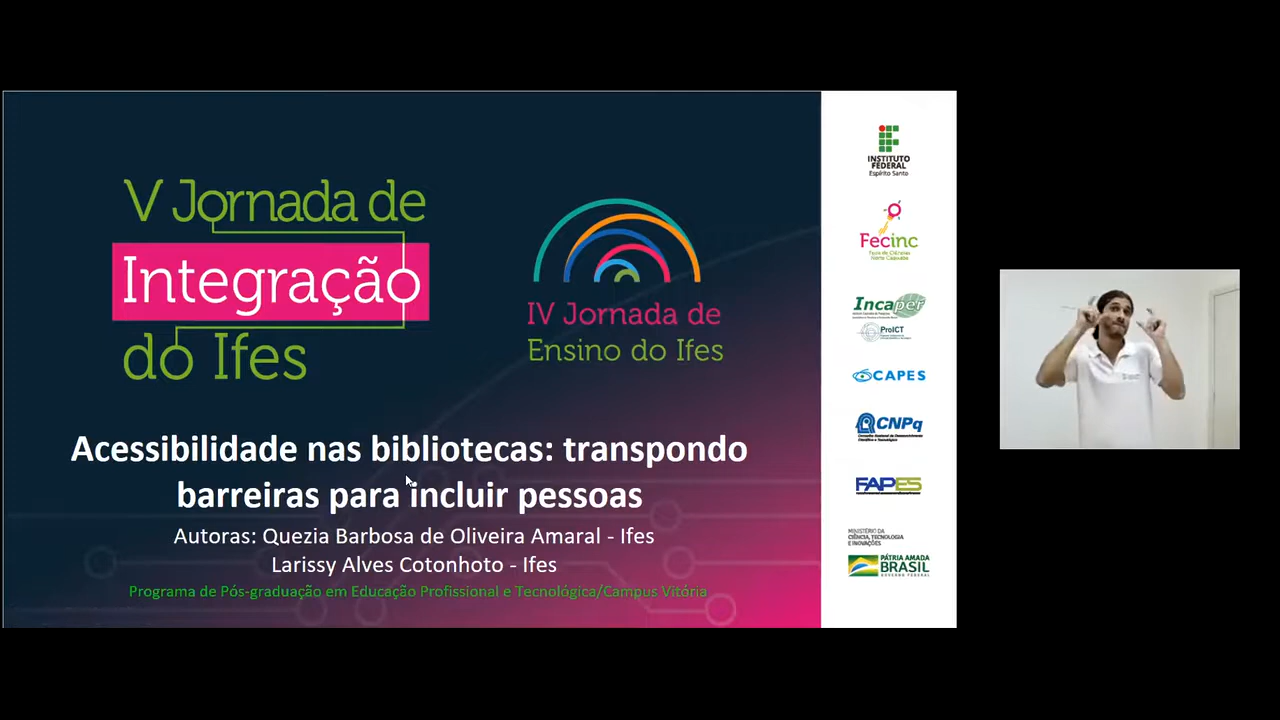 V Jornada de
Integração
do Ifes
IV Jornada de
Ensino do Ifes
Acessibilidade nas bibliotecas: transpondo
barreiras para incluir pessoas
Autoras: Quezia Barbosa de Oliveira Amaral - Ifes
Larissy Alves Cotonhoto - Ifes
Programa de Pós-graduação em Educação Profissional e Tecnológica/Campus Vitória
INSTITUTO
FEDERAL
Espírito Santo
Fecinc
Incaper
ProICT
CAPES
CNPq
FAPES
MINISTÉRIO DA
CIÊNCIA, TECNOLOGIA
E INOVAÇÕES
PÁTRIA AMADA
BRASIL
GOVERNO FEDERAL